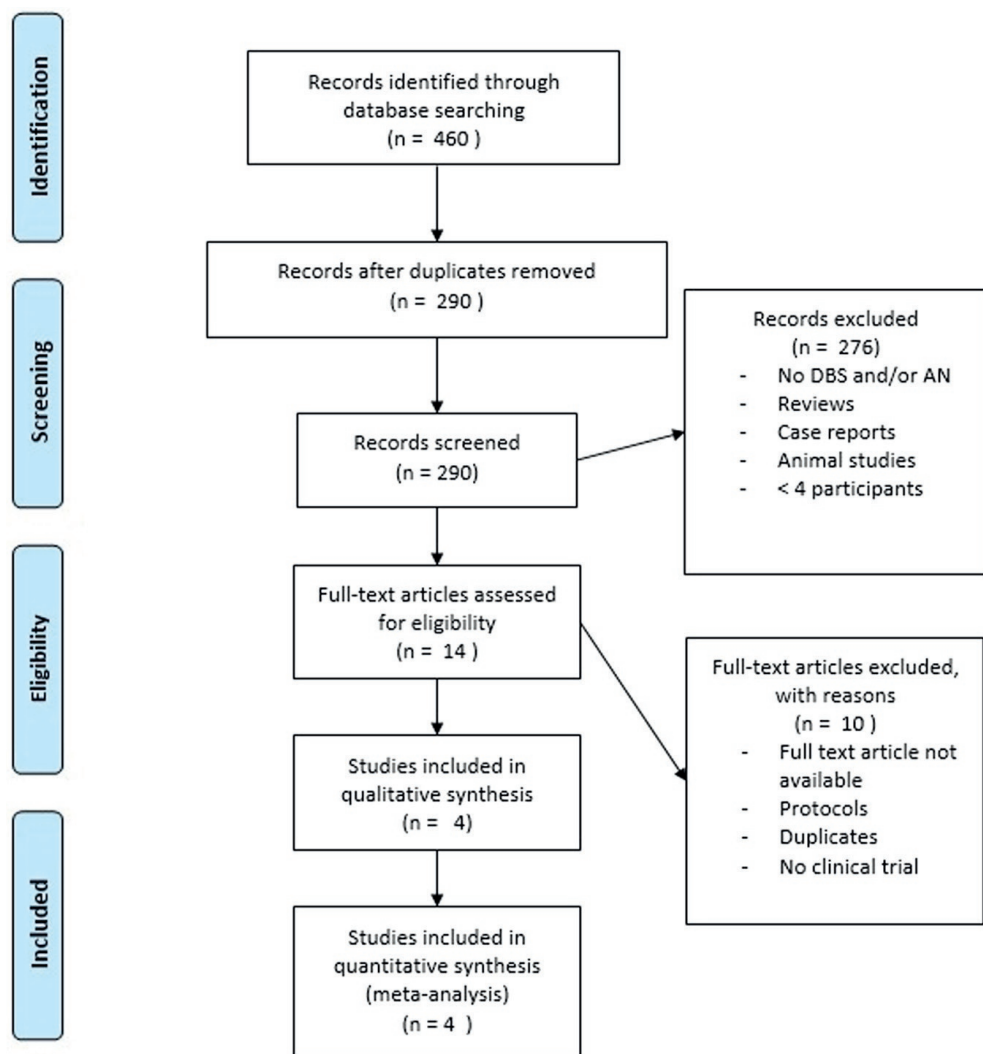 Identification
Records identified through
database searching
(n =  460 )
Records after duplicates removed
(n =  290 )
Screening
Records screened
(n = 290)
Records excluded
(n =  276)
- No DBS and/or AN
- Reviews
- Case reports
- Animal studies
- < 4 participants
Eligibility
Full-text articles assessed
for eligibility
(n =  14 )
Full-text articles excluded,
with reasons
(n =  10 )
- Full text article not
available
- Protocols
- Duplicates
- No clinical trial
Studies included in
qualitative synthesis
(n =   4)
Included
Studies included in
quantitative synthesis
(meta-analysis)
(n = 4  )